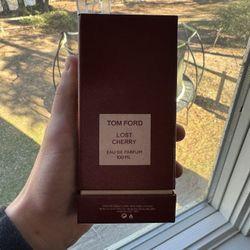 TOM FORD
LOST
CHERRY
EAU DE PARFUM
100 ML